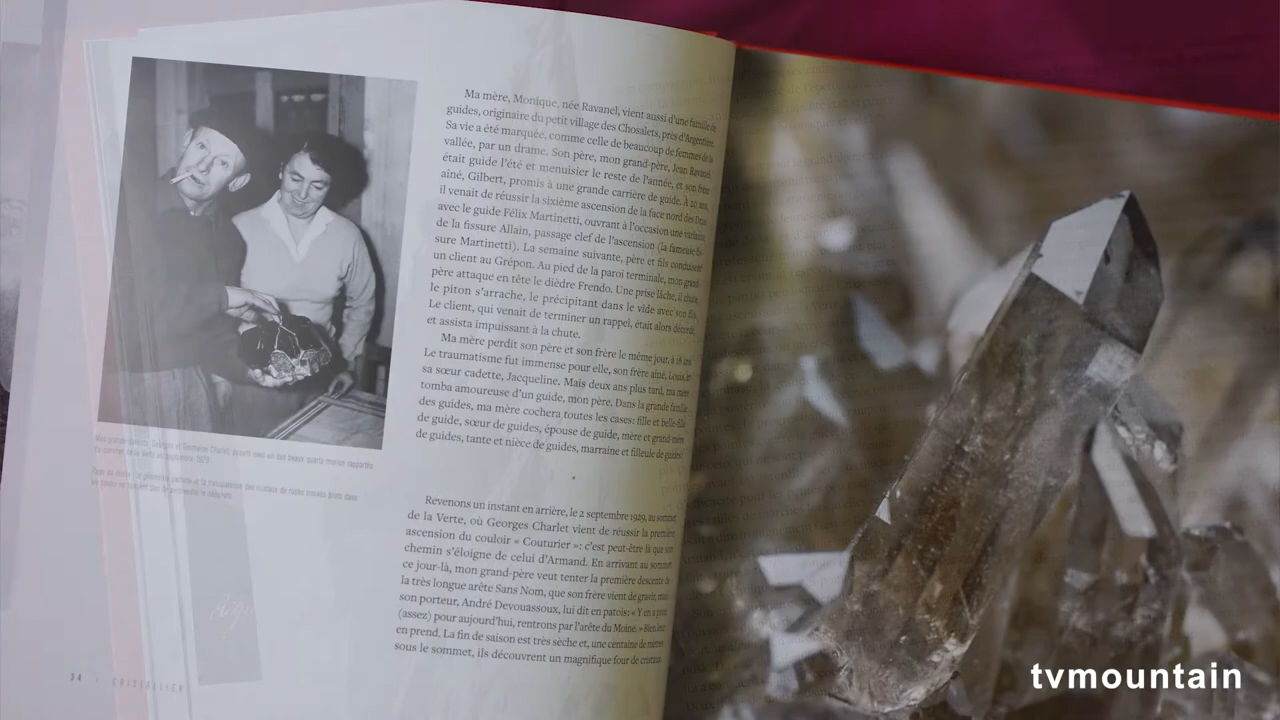 Ma mère, Monique, née Ravanel, vient aussi d'une famille de
guides, originaire du petit village des Chosalets, près d'Argentière.
Sa vie a été marquée, comme celle de beaucoup de femmes de la
vallée, par un drame. Son père, mon grand-père, Jean Ravanel,
était guide l'été et menuisier le reste de l'année, et son frère
aîné, Gilbert, promis à une grande carrière de guide. À 20 ans,
il venait de réussir la sixième ascension de la face nord des Drus
avec le guide Félix Martinetti, ouvrant à l'occasion une variante
de la fissure Allain, passage clef de l'ascension (la fameuse fis-
sure Martinetti). La semaine suivante, père et fils conduisent
un client au Grépon. Au pied de la paroi terminale, mon grand-
père attaque en tête le dièdre Frendo. Une prise lâche, il chute,
le piton s'arrache, le précipitant dans le vide avec son fils.
Le client, qui venait de terminer un rappel, était alors décordé,
et assista impuissant à la chute.
Ma mère perdit son père et son frère le même jour, à 16 ans.
Le traumatisme fut immense pour elle, son frère aîné, Louis, et
sa sœur cadette, Jacqueline. Mais deux ans plus tard, ma mère
tomba amoureuse d'un guide, mon père. Dans la grande famille
des guides, ma mère cochera toutes les cases: fille et belle-fille
de guide, sœur de guides, épouse de guide, mère et grand-mère
de guides, tante et nièce de guides, marraine et filleule de guides!
Revenons un instant en arrière, le 2 septembre 1929, au sommet
de la Verte, où Georges Charlet vient de réussir la première
ascension du couloir « Couturier »: c'est peut-être là que son
chemin s'éloigne de celui d'Armand. En arrivant au sommet
ce jour-là, mon grand-père veut tenter la première descente de
la très longue arête Sans Nom, que son frère vient de gravir, mais
son porteur, André Devouassoux, lui dit en patois: « Y en a prou
(assez) pour aujourd'hui, rentrons par l'arête du Moine. » Bien leur
en prend. La fin de saison est très sèche et, une centaine de mètres
sous le sommet, ils découvrent un magnifique four de cristaux
Mes grands-parents, Georges et Germaine Charlet, posant avec un des beaux quartz morion rapportés
34 CRISTALLIER
tvmountain